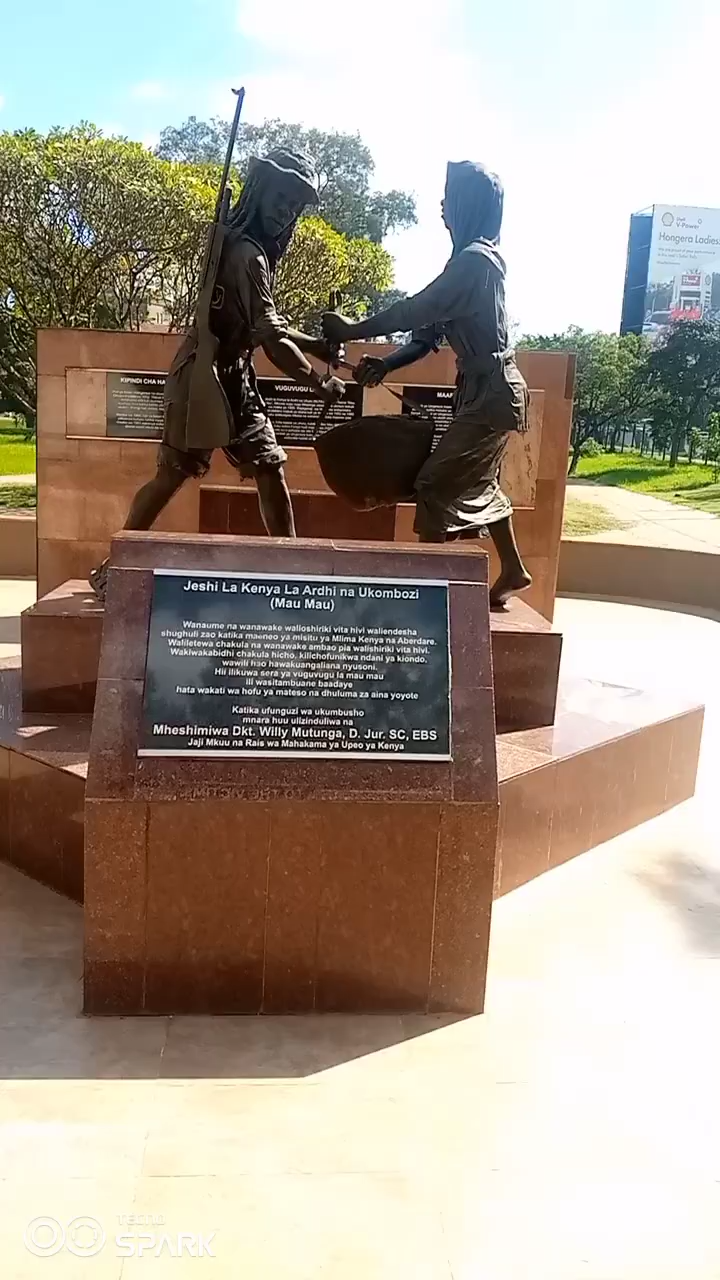 Shell
V-Power
Hongera Ladies
KIPINDI CHA HA
VUGUVUGU L
MAAF
Jeshi La Kenya La Ardhi na Ukombozi
(Mau Mau)
Wanaume na wanawake walioshiriki vita hivi waliendesha
shughuli zao katika maeneo ya misitu ya Mlima Kenya na Aberdare.
Waliletewa chakula na wanawake ambao pia walishiriki vita hivi.
Wakiwakabidhi chakula hicho, kilichofunikwa ndani ya kiondo,
wawili hao hawakuangaliana nyusoni.
Hii ilikuwa sera ya vuguvugu la mau mau
ili wasitambuane baadaye
hata wakati wa hofu ya mateso na dhuluma za aina yoyote
Katika ufunguzi wa ukumbusho
mnara huu ulizinduliwa na
Mheshimiwa Dkt. Willy Mutunga, D. Jur. SC, EBS
Jaji Mkuu na Rais wa Mahakama ya Upeo ya Kenya
TECNO
SPARK